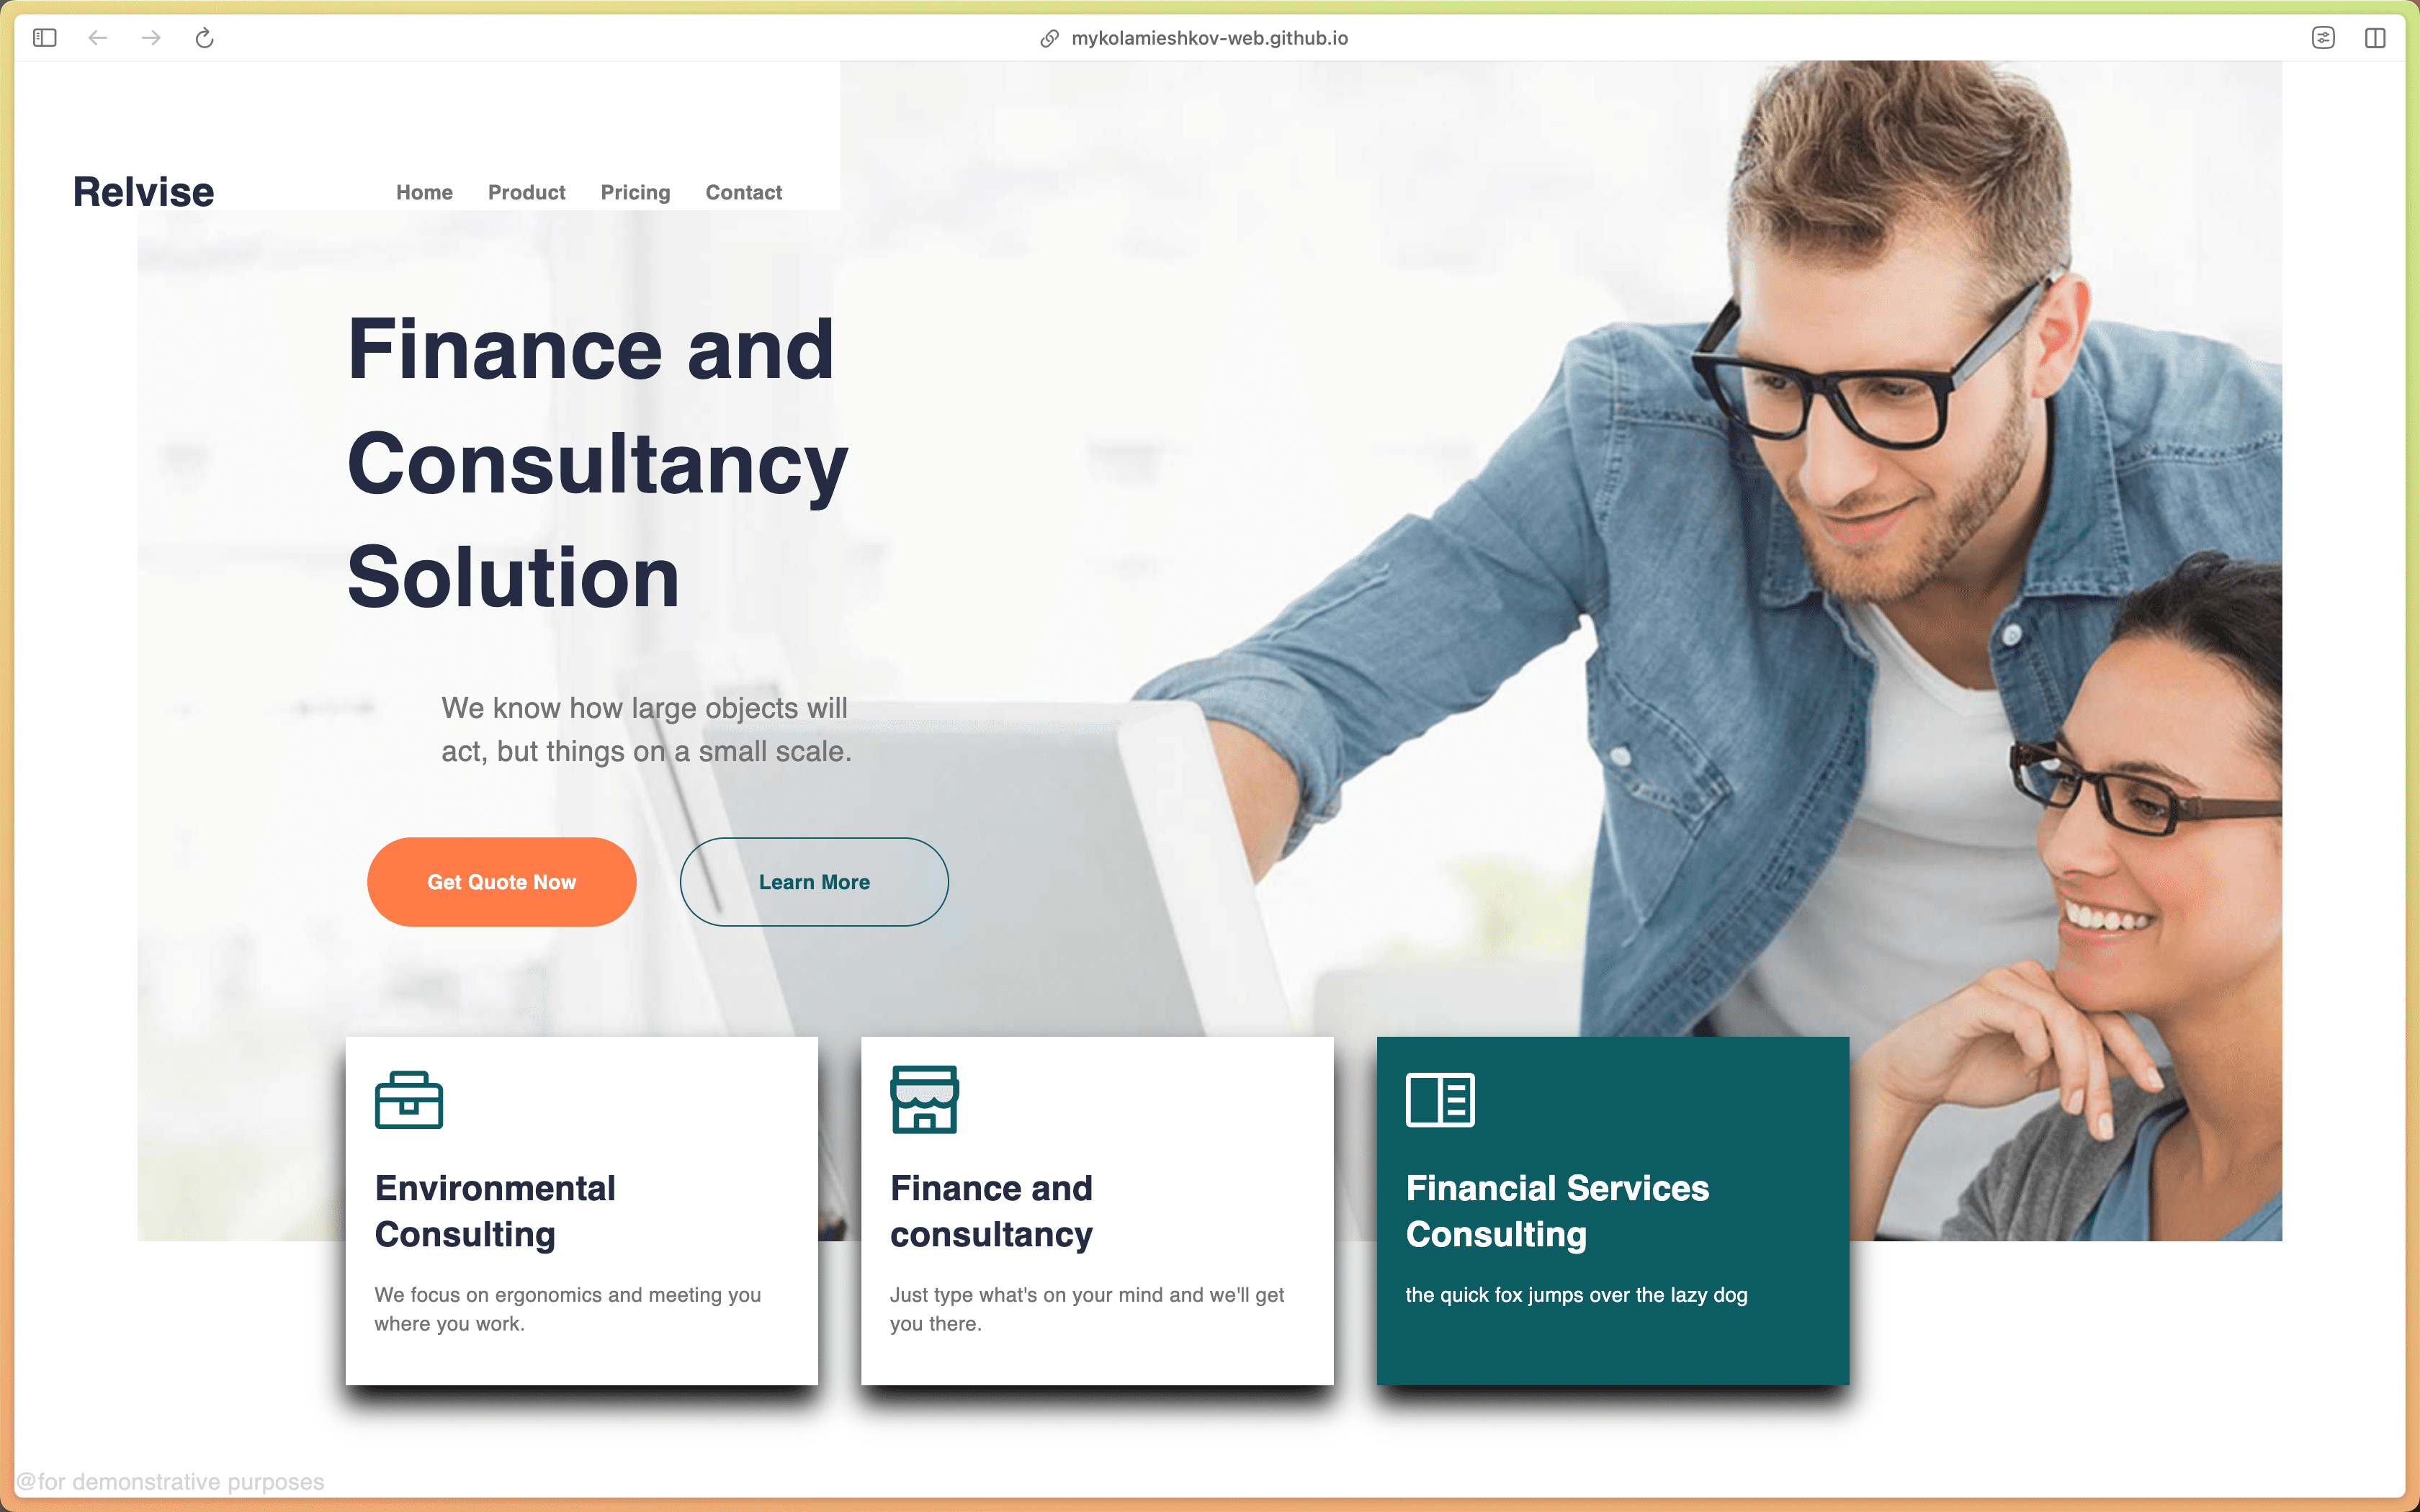 mykolamieshkov-web.github.io
Relvise
Home Product Pricing Contact
Finance and
Consultancy
Solution
We know how large objects will
act, but things on a small scale.
Get Quote Now
Learn More
Environmental
Consulting
We focus on ergonomics and meeting you
where you work.
Finance and
consultancy
Just type what's on your mind and we'll get
you there.
Financial Services
Consulting
the quick fox jumps over the lazy dog
@for demonstrative purposes